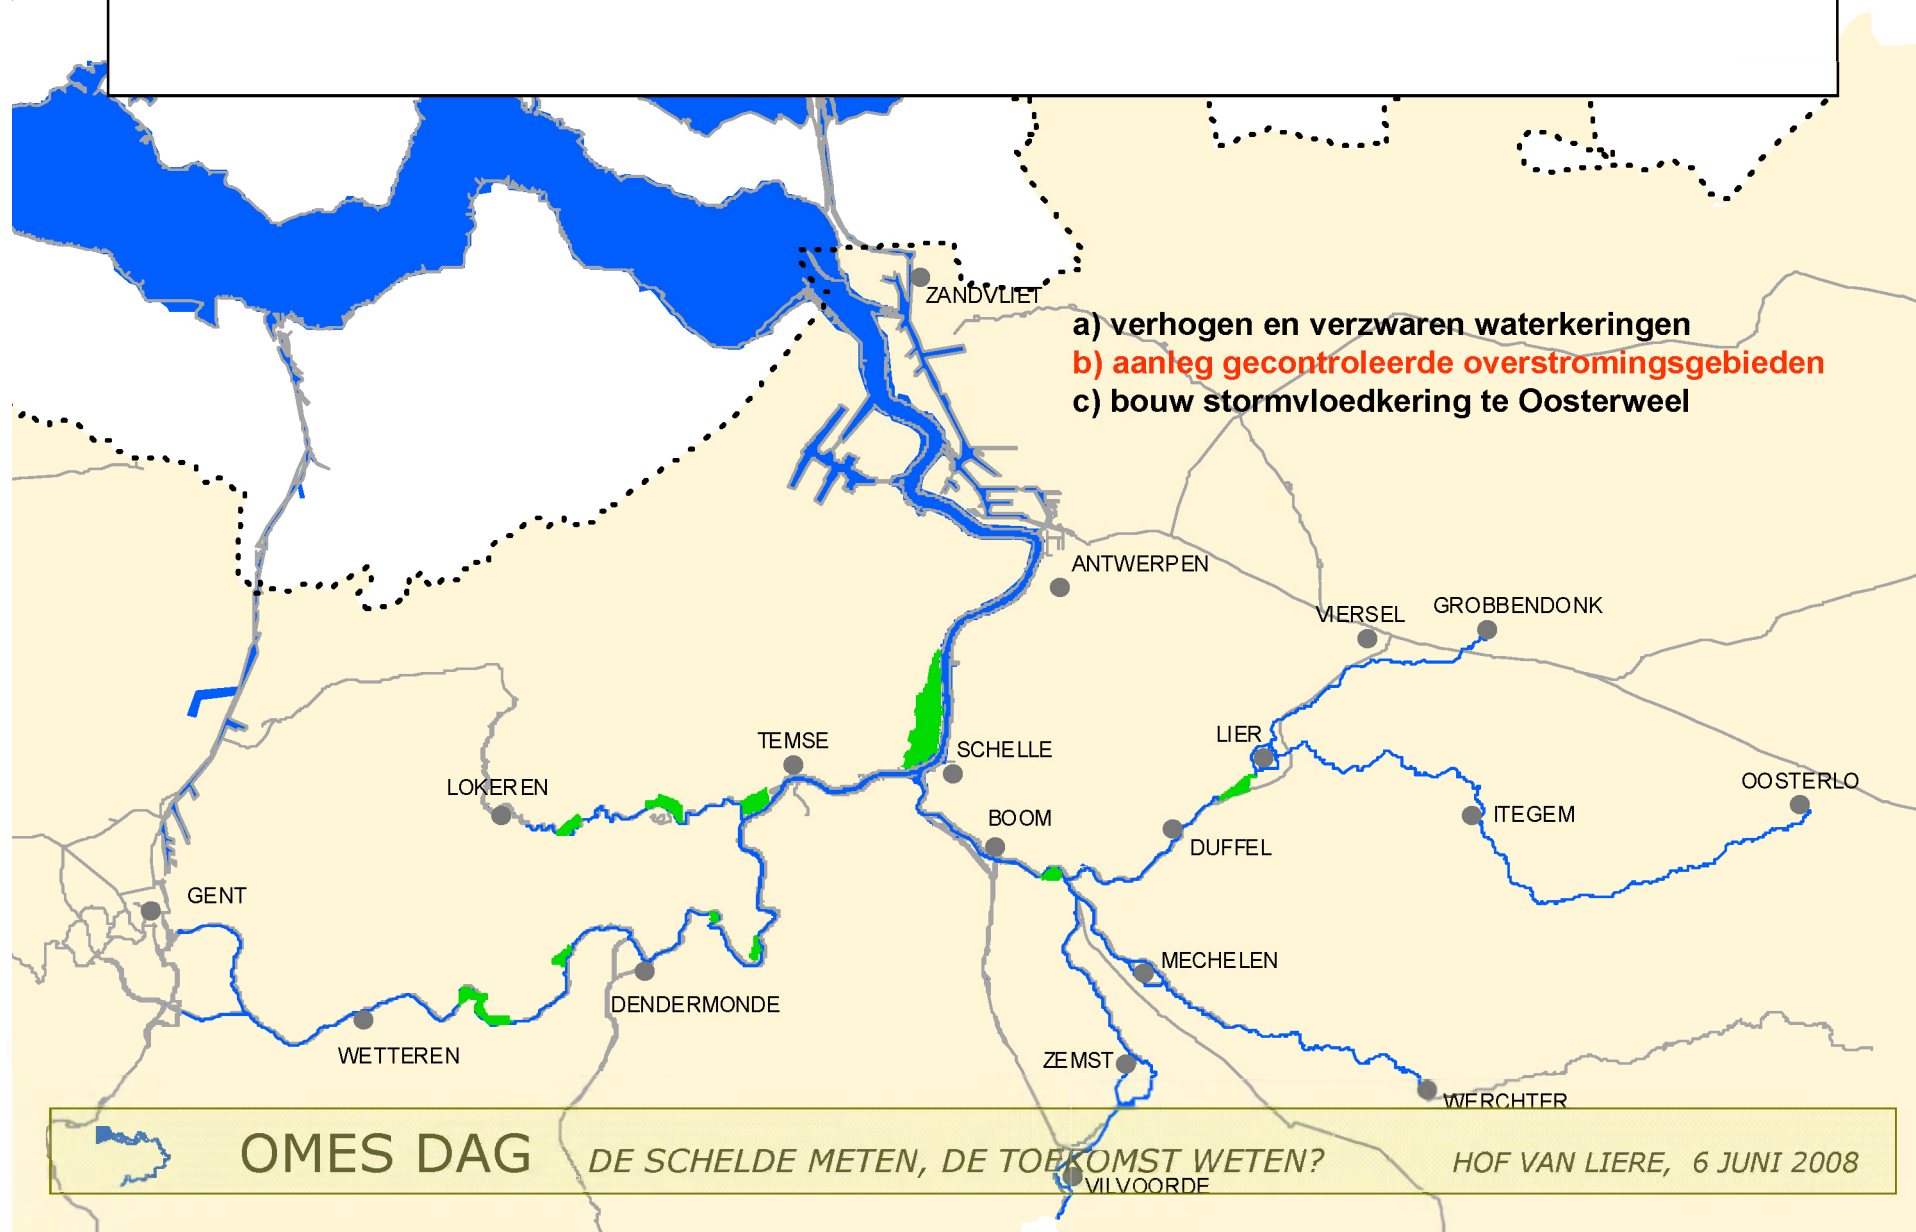 ZANDVLIET
a) verhogen en verzwaren waterkeringen
b) aanleg gecontroleerde overstromingsgebieden
c) bouw stormvloedkering te Oosterweel
ANTWERPEN
VIERSEL
GROBBENDONK
LIER
TEMSE
SCHELLE
LOKEREN
OOSTERLO
BOOM
ITEGEM
DUFFEL
GENT
MECHELEN
DENDERMONDE
WETTEREN
ZEMST
WERCHTER
OMES DAG
DE SCHELDE METEN, DE TOEKOMST WETEN?
HOF VAN LIERE, 6 JUNI 2008
VILVOORDE